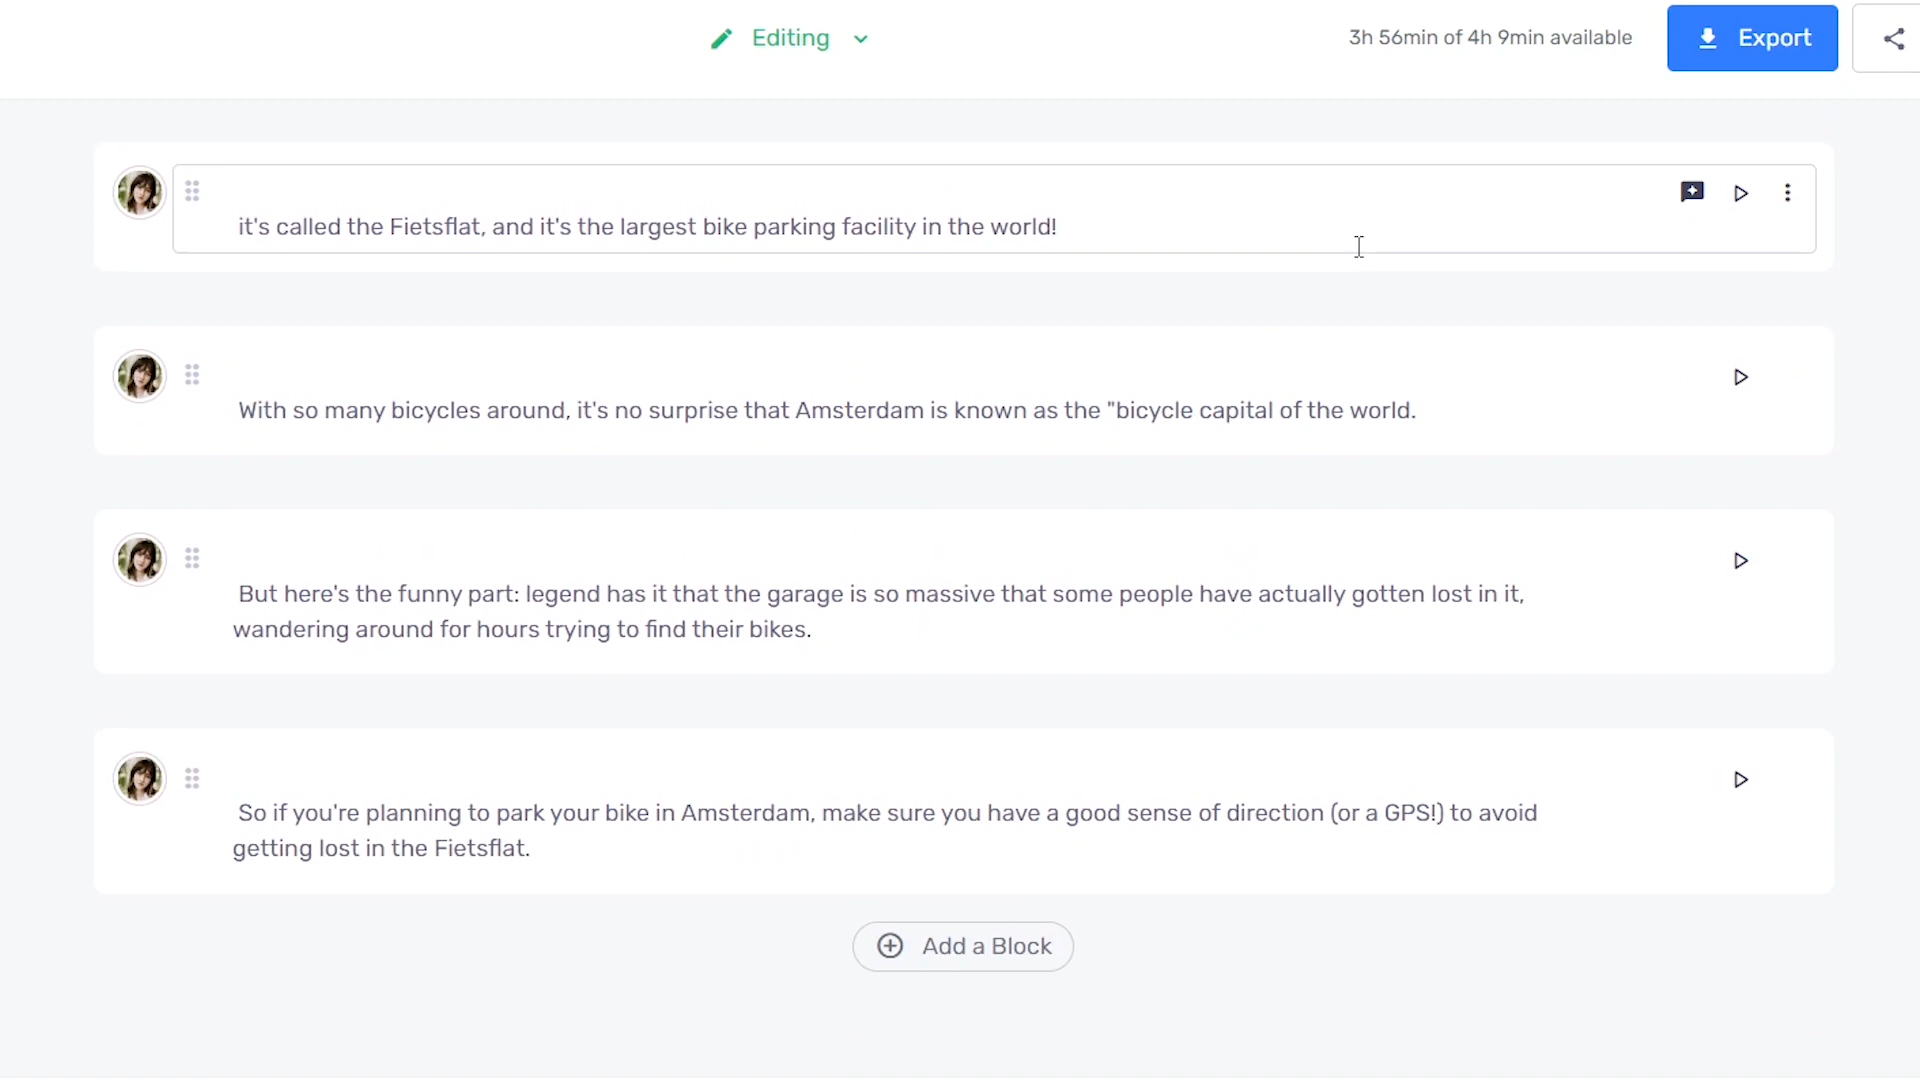 Editing
3h 56min of 4h 9min available
Export
it's called the Fietsflat, and it's the largest bike parking facility in the world!
With so many bicycles around, it's no surprise that Amsterdam is known as the "bicycle capital of the world.
But here's the funny part: legend has it that the garage is so massive that some people have actually gotten lost in it,
wandering around for hours trying to find their bikes.
So if you're planning to park your bike in Amsterdam, make sure you have a good sense of direction (or a GPS!) to avoid
getting lost in the Fietsflat.
Add a Block